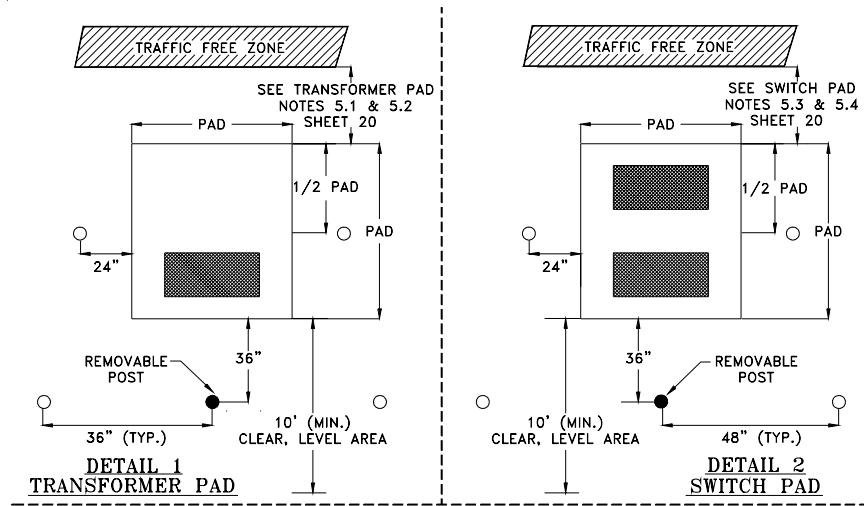 TRAFFIC FREE ZONE
SEE TRANSFORMER PAD
NOTES 5.1 & 5.2
SHEET 20
PAD
1/2 PAD
PAD
24"
36"
REMOVABLE
POST
36" (TYP.)
10' (MIN.)
CLEAR, LEVEL AREA
DETAIL 1
TRANSFORMER PAD
TRAFFIC FREE ZONE
SEE SWITCH PAD
NOTES 5.3 & 5.4
SHEET 20
PAD
1/2 PAD
PAD
24"
36"
REMOVABLE
POST
10' (MIN.)
CLEAR, LEVEL AREA
48" (TYP.)
DETAIL 2
SWITCH PAD